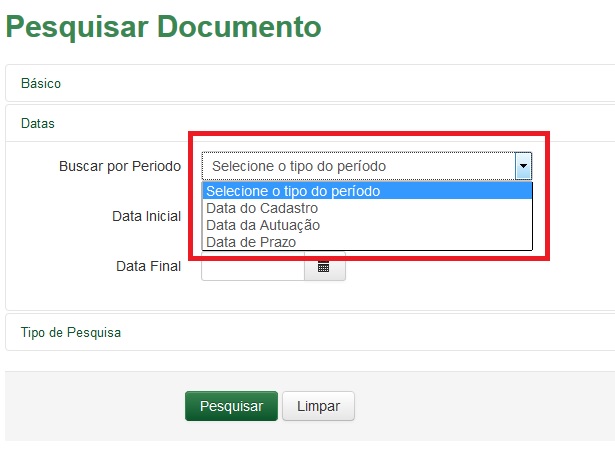 Pesquisar Documento
Básico
Datas
Buscar por Periodo Selecione o tipo do período
Selecione o tipo do período
Data do Cadastro
Data Inicial
Data da Autuação
Data de Prazo
Data Final
Tipo de Pesquisa
Pesquisar Limpar